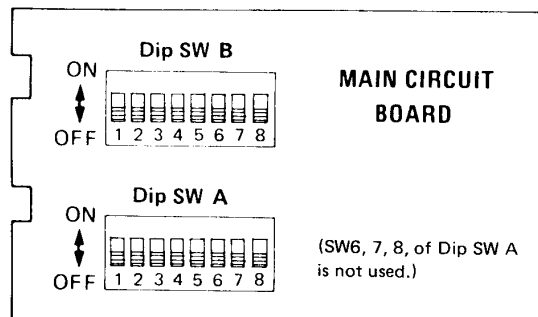 Dip SW B
ON
OFF
1 2 3 4 5 6 7 8
MAIN CIRCUIT
BOARD
Dip SW A
ON
OFF
1 2 3 4 5 6 7 8
(SW6, 7, 8, of Dip SW A
is not used.)